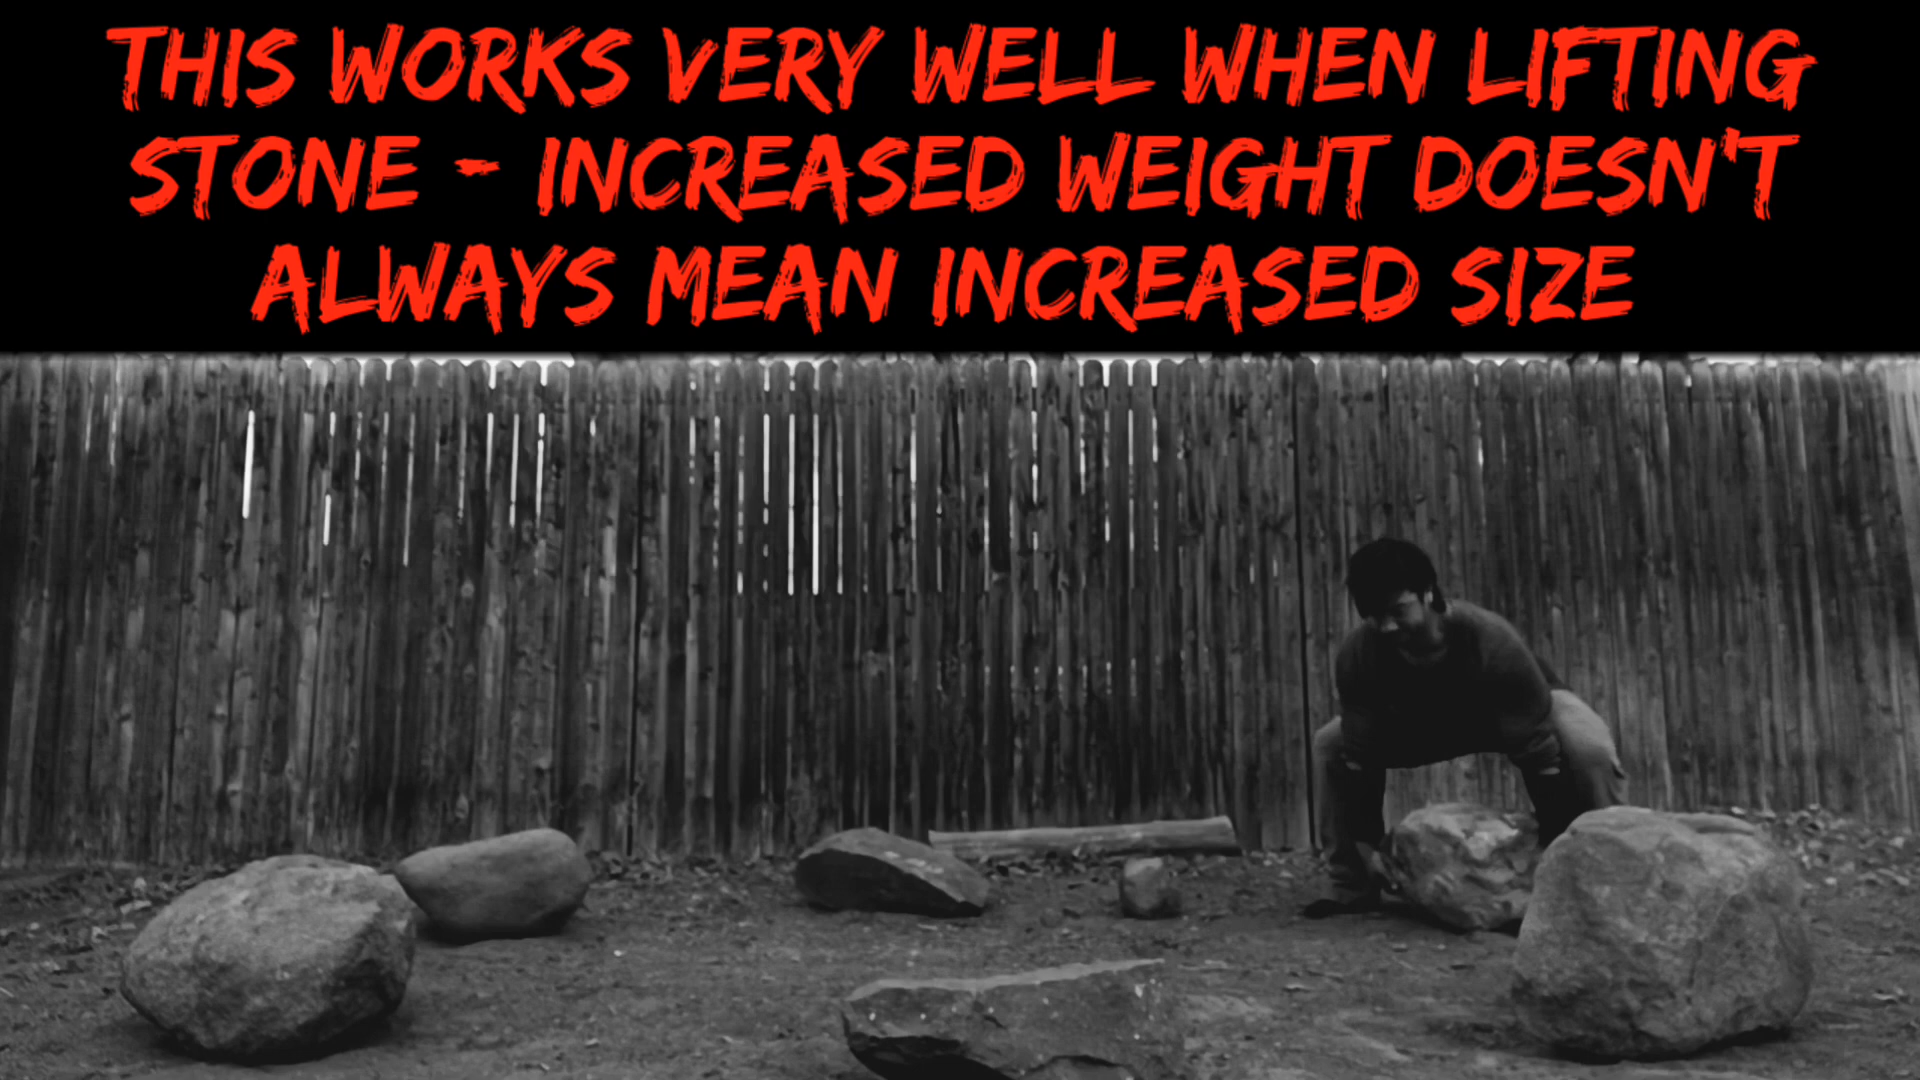 THIS WORKS VERY WELL WHEN LIFTING
STONE - INCREASED WEIGHT DOESN'T
ALWAYS MEAN INCREASED SIZE